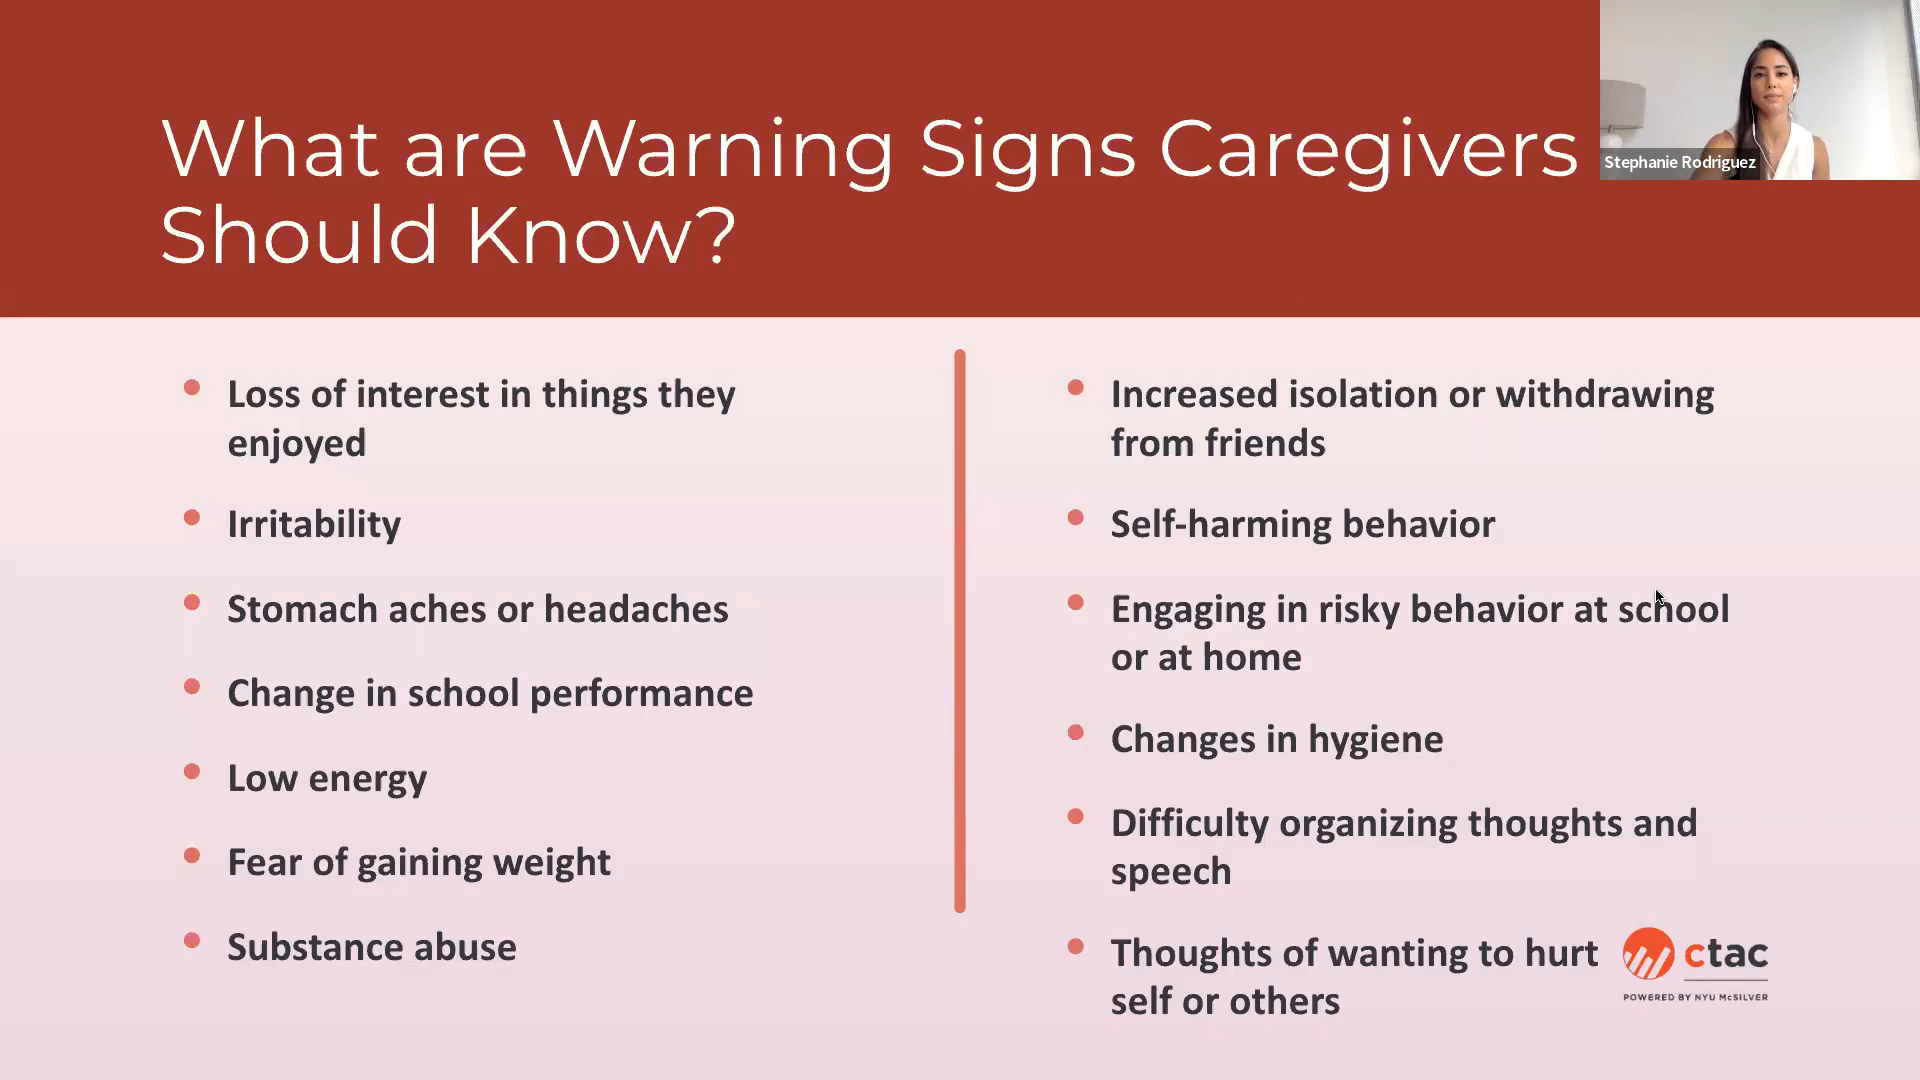 What are Warning Signs Caregivers
Should Know?
Stephanie Rodriguez
Loss of interest in things they
enjoyed
Irritability
Stomach aches or headaches
Change in school performance
Low energy
Fear of gaining weight
Substance abuse
Increased isolation or withdrawing
from friends
Self-harming behavior
Engaging in risky behavior at school
or at home
Changes in hygiene
Difficulty organizing thoughts and
speech
Thoughts of wanting to hurt
self or others
ctac
POWERED BY NYU McSILVER